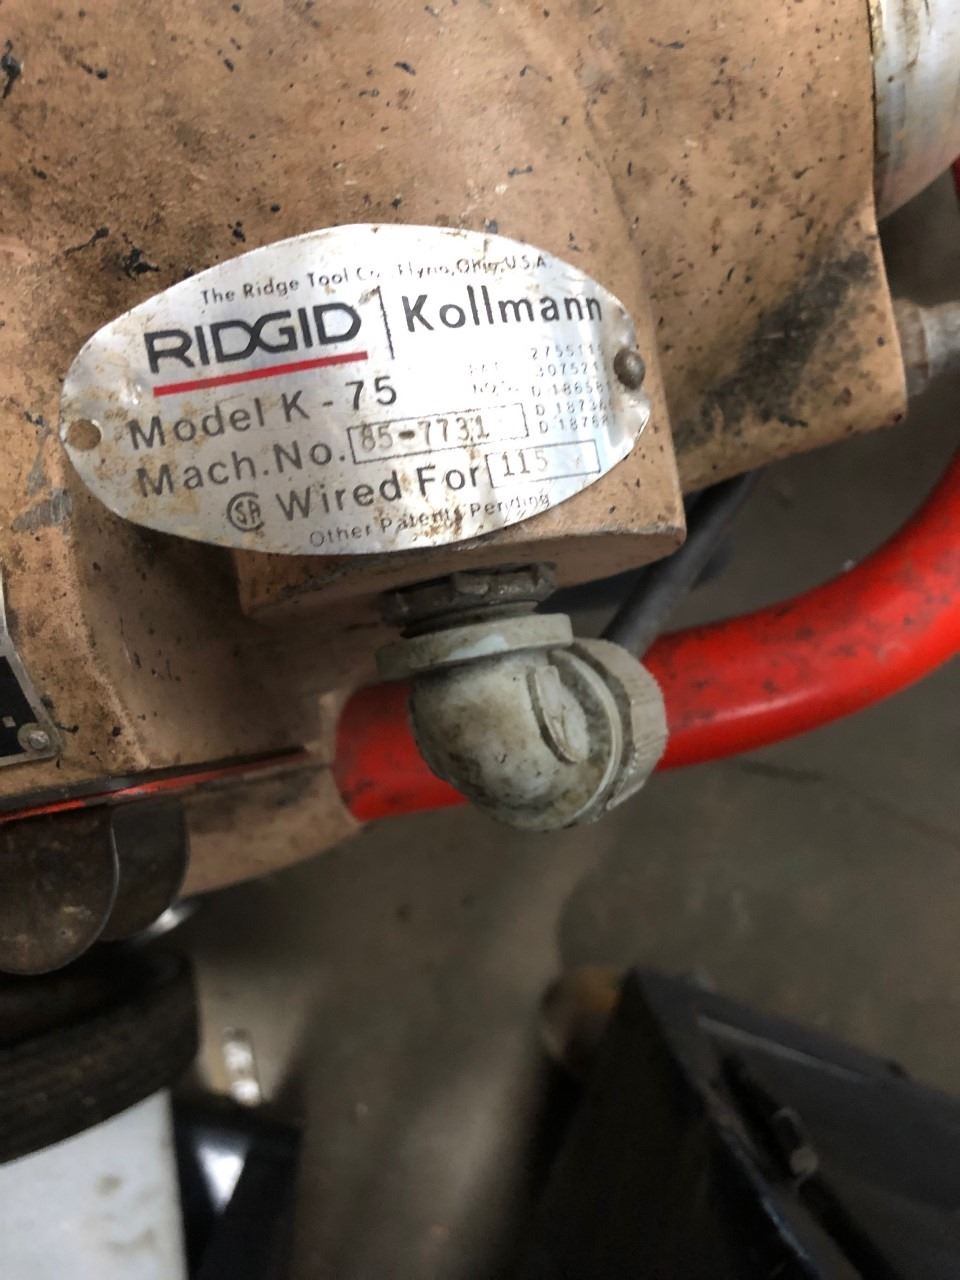 The Ridge Tool Co. Elyria, Ohio, U.S.A.
RIDGID Kollmann
Model K-75
Mach.No. 85-7731
Wired For 115
Other Patents Pending